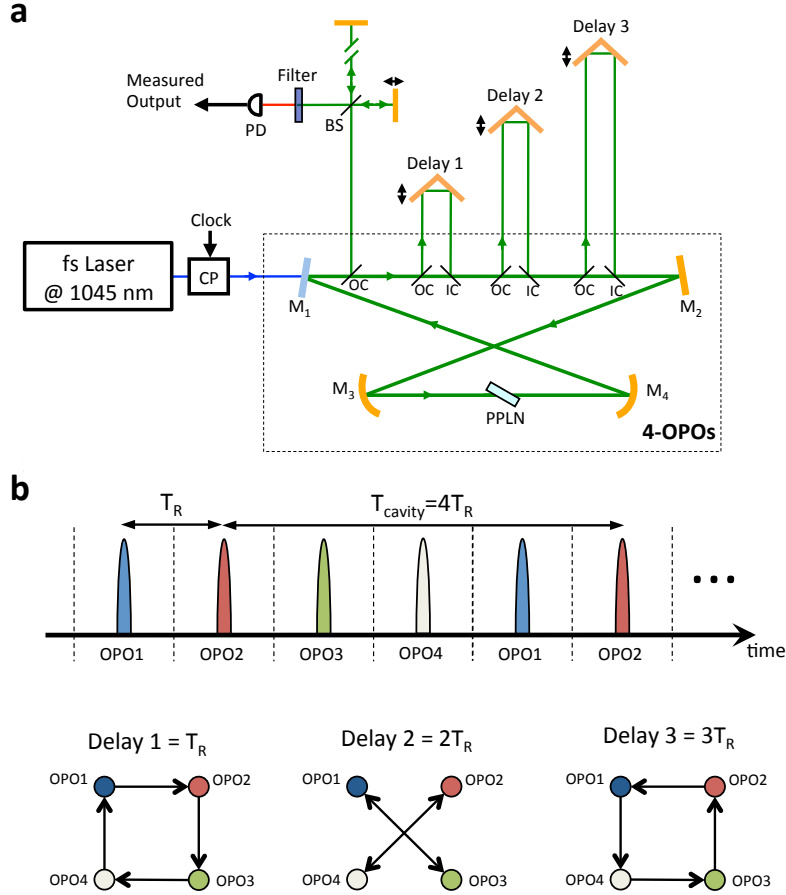 a
Delay 3
Measured
Output
Filter
Delay 2
PD
BS
Delay 1
Clock
fs Laser
@ 1045 nm
CP
M1
OC
OC
IC
OC
IC
OC
IC
M2
M3
PPLN
M4
4-OPOs
b
TR
Tcavity=4TR
...
OPO1
OPO2
OPO3
OPO4
OPO1
OPO2
time
Delay 1 = TR
Delay 2 = 2TR
Delay 3 = 3TR
OPO1
OPO2
OPO4
OPO3
OPO1
OPO2
OPO4
OPO3
OPO1
OPO2
OPO4
OPO3